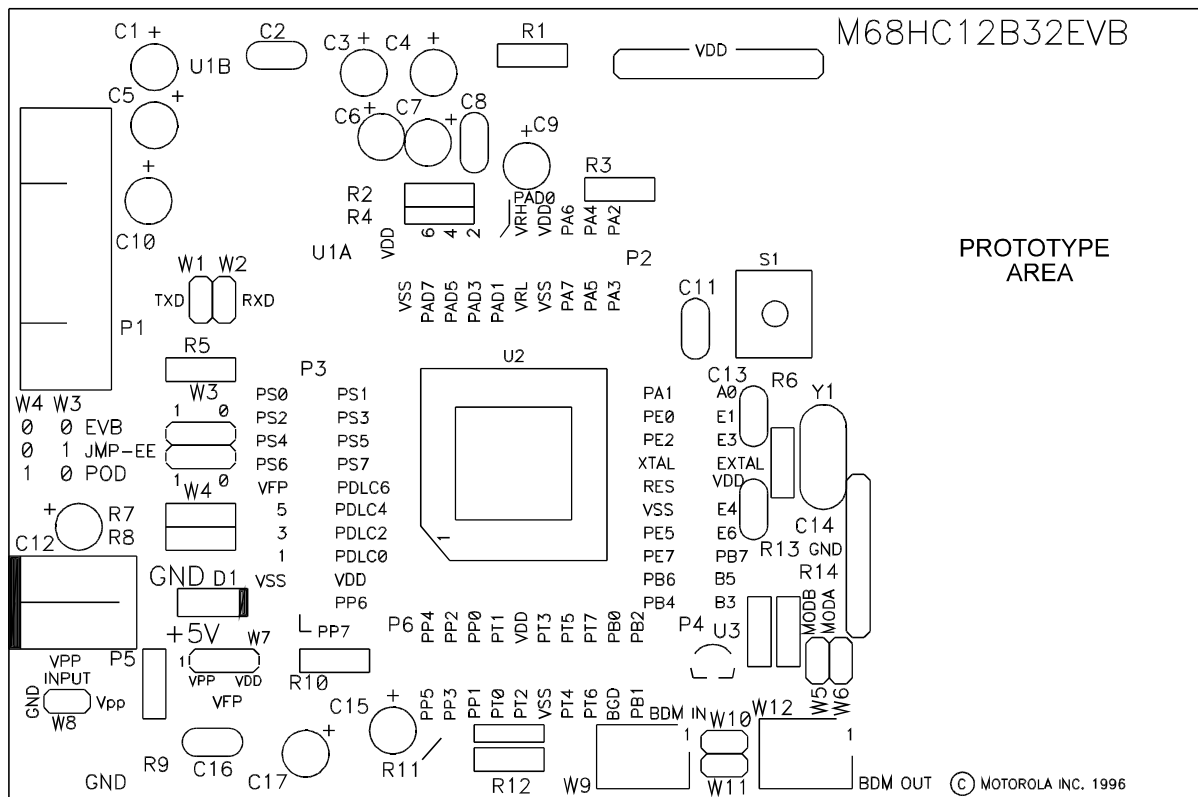 M68HC12B32EVB
C1 +
C2
C3 +
C4 +
R1
VDD
U1B
C5 +
C6 +
C7 +
C8
C9 +
R3
R2
R4
PAD0
+
C10
U1A
VDD 6 4 2 VRH VDD PA6 PA4 PA2
P2
S1
PROTOTYPE
AREA
W1 W2
TXD RXD
VSS PAD7 PAD5 PAD3 PAD1 VRL VSS PA7 PA5 PA3
C11
P1
R5
P3
U2
C13
R6
Y1
W4 W3
0 0 EVB
0 1 JMP-EE
1 0 POD
W3
1 0
1 0
W4
PS0 PS1
PS2 PS3
PS4 PS5
PS6 PS7
VFP PDLC6
5 PDLC4
3 PDLC2
1 PDLC0
VSS VDD
PP6
PP7
1
PA1 A0
PE0 E1
PE2 E3
XTAL EXTAL
RES VDD
VSS E4
PE5 E6
PE7 PB7
PB6 B5
PB4 B3
C14
R13 GND
R14
+
R7
R8
C12
GND D1
+5V
W7
1
VPP VDD
VFP
P5
VPP
INPUT
GND Vpp
W8
R10
P6
PP4 PP2 PP0 PT1 VDD PT3 PT5 PT7 PB0 PB2
P4
U3
MODB MODA
W5 W6
C15 +
PP5 PP3 PP1 PT0 PT2 VSS PT4 PT6 BGD PB1
BDM IN
1
W10
W12
1
R9
C16
C17 +
R11
R12
W9
W11
BDM OUT
GND
© MOTOROLA INC. 1996